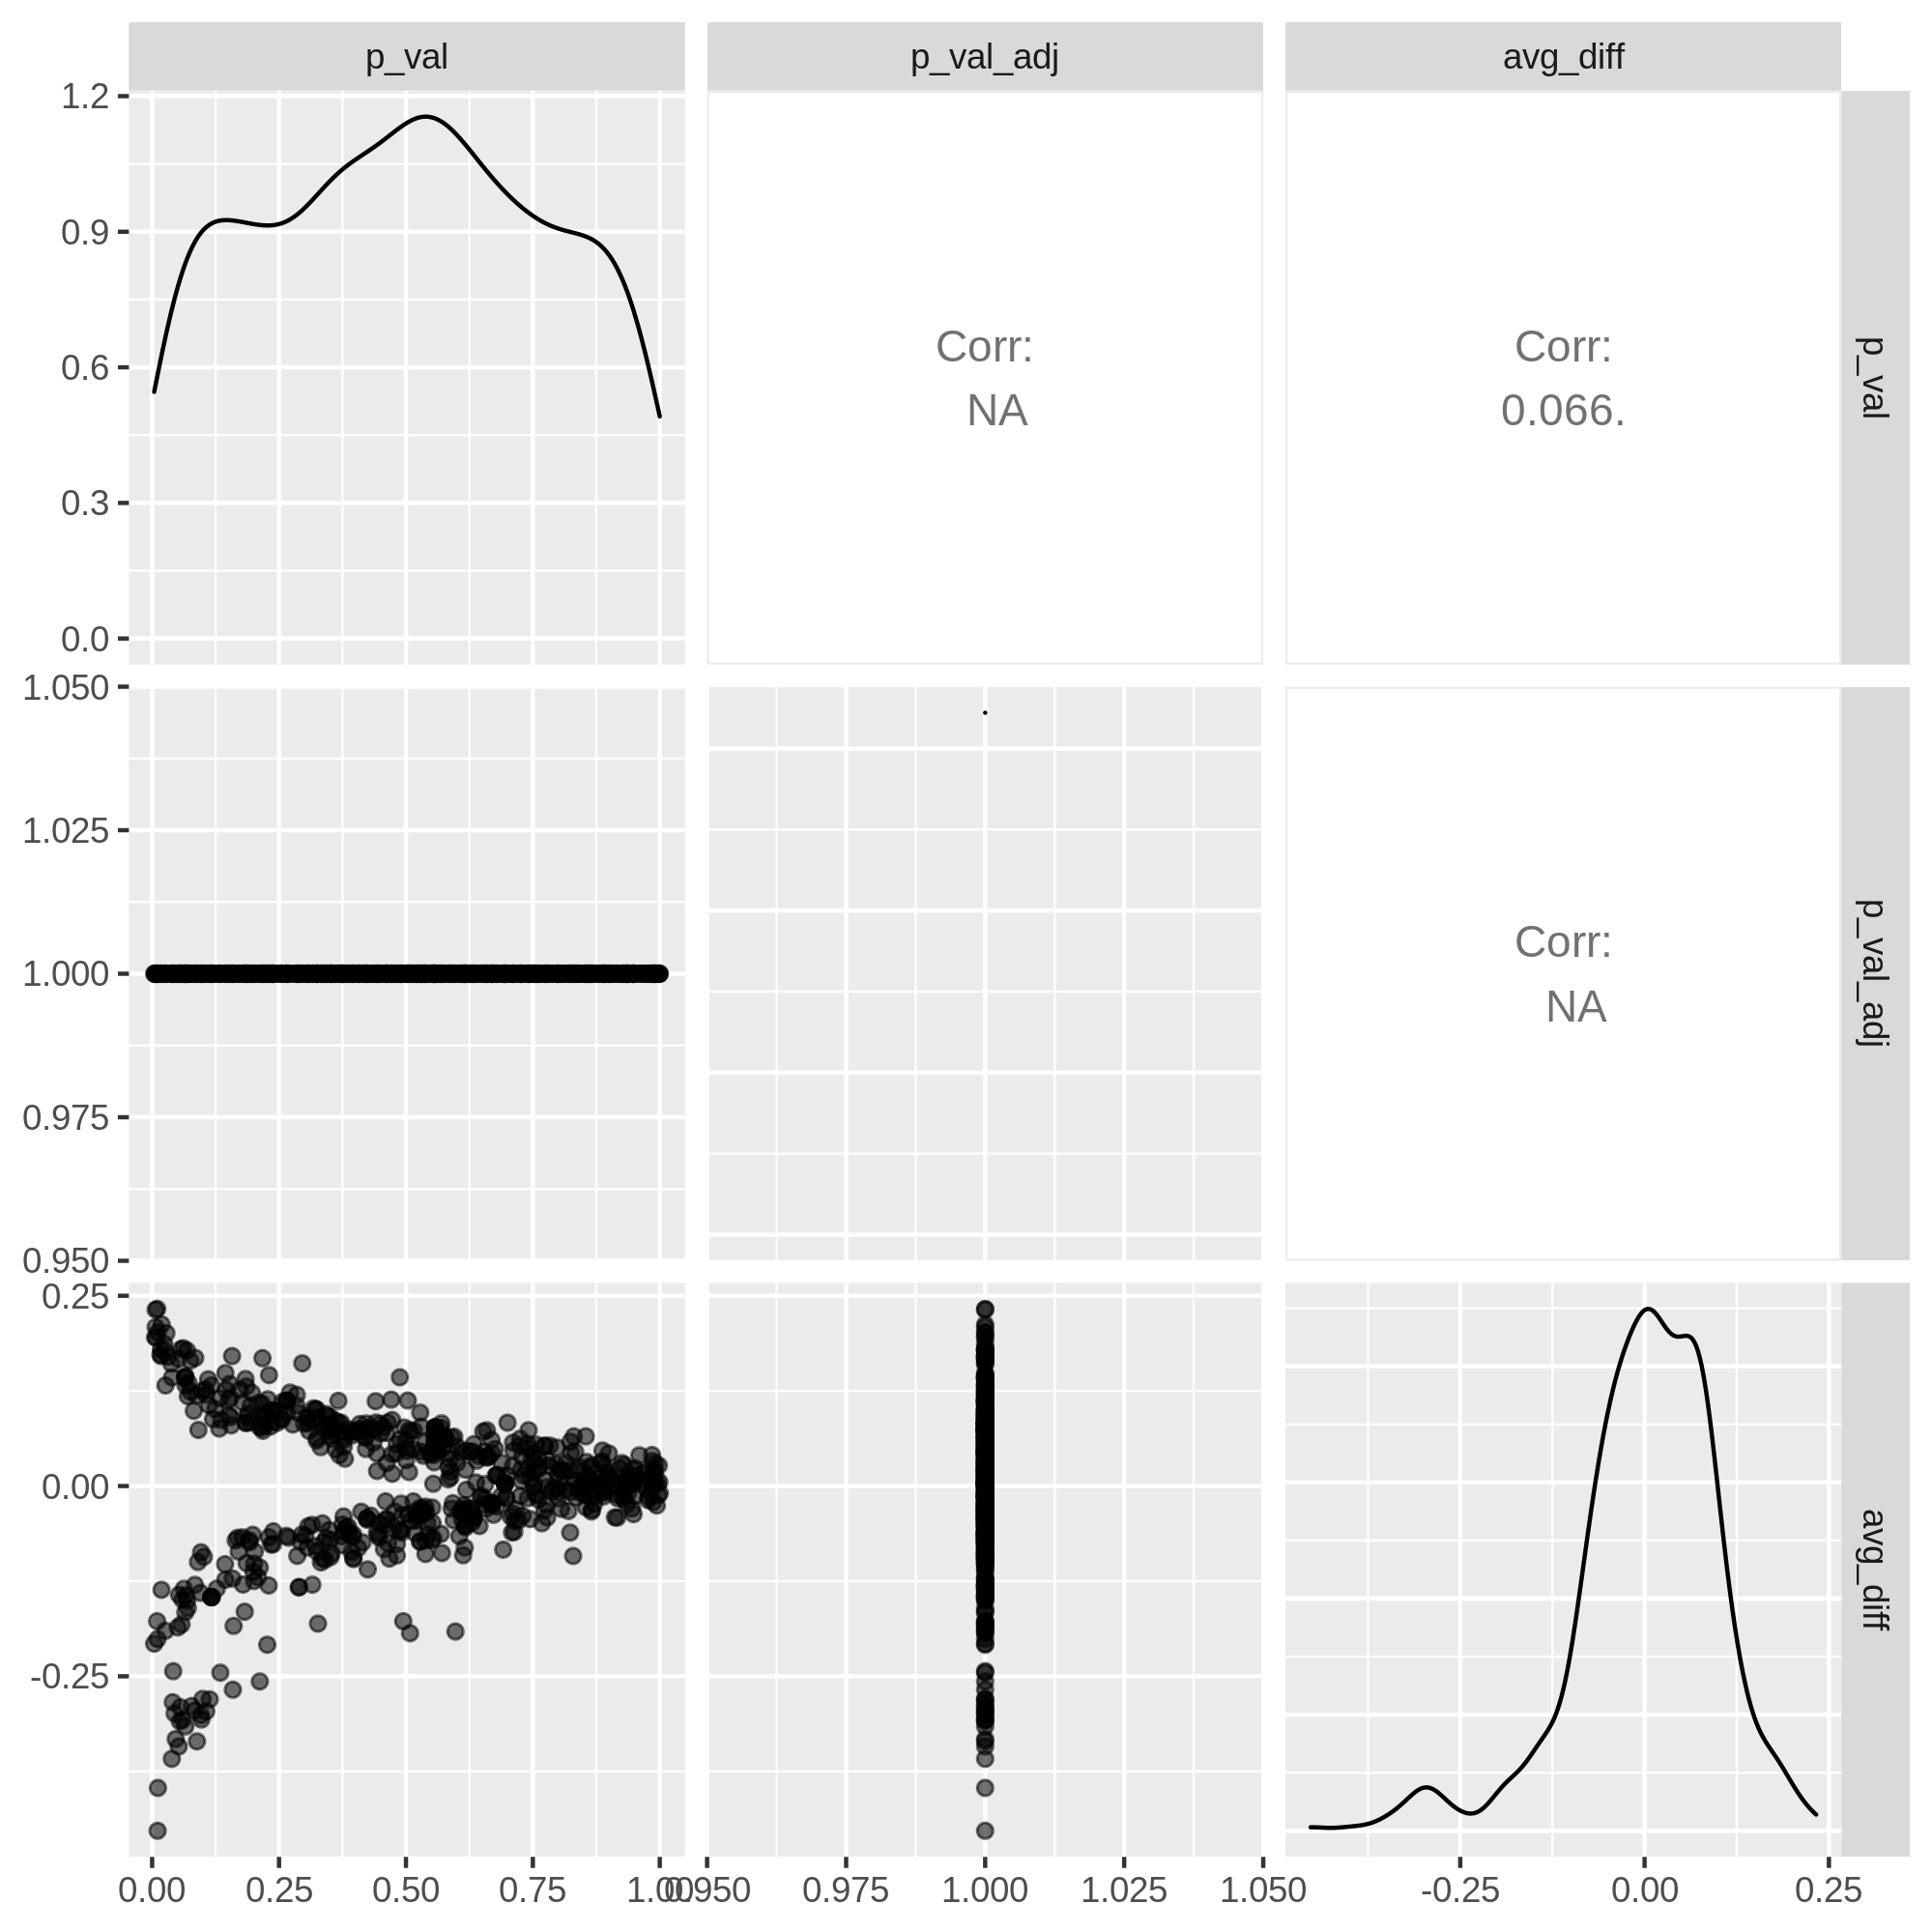 p_val p_val_adj avg_diff
1.2
0.9
0.6
0.3
0.0
Corr:
NA
Corr:
0.066.
p_val
1.050
1.025
1.000
0.975
0.950
Corr:
NA
p_val_adj
0.25
0.00
-0.25
avg_diff
0.00 0.25 0.50 0.75 1.00
0.950 0.975 1.000 1.025 1.050
-0.25 0.00 0.25